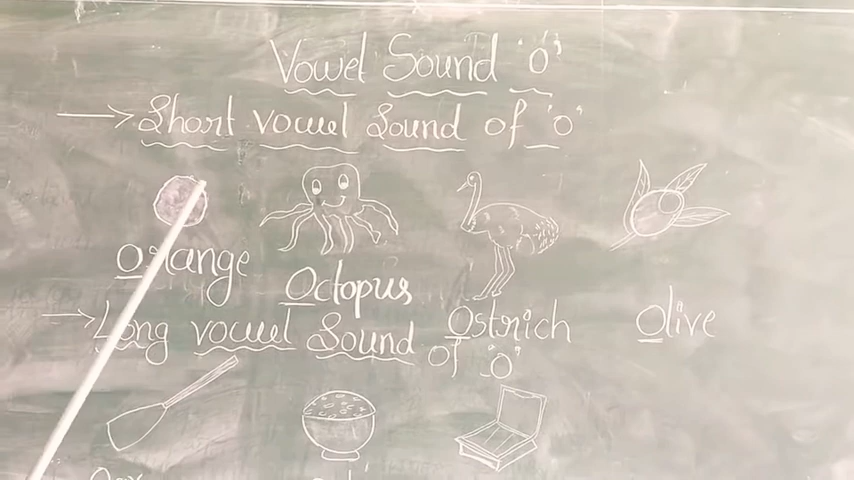 Vowel Sound 'O'
→ Short vowel Sound of 'o'
Orange Octopus Ostrich Olive
→ Long vowel Sound of 'o'